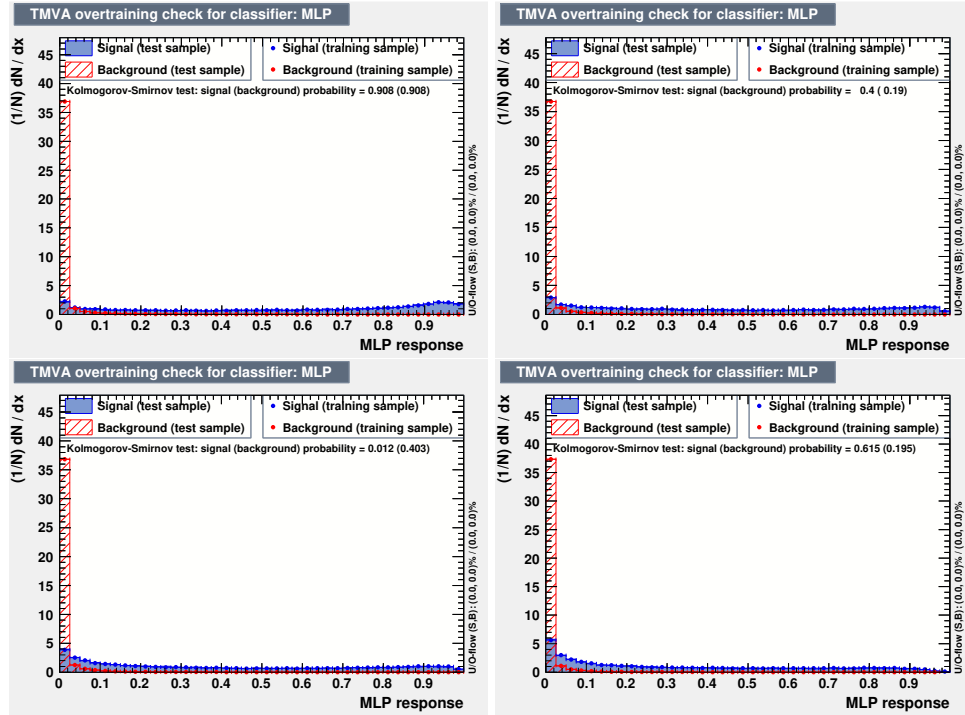 TMVA overtraining check for classifier: MLP
Signal (test sample)
Signal (training sample)
Background (test sample)
Background (training sample)
Kolmogorov-Smirnov test: signal (background) probability = 0.908 (0.908)
(1/N) dN / dx
45
40
35
30
25
20
15
10
5
0
0 0.1 0.2 0.3 0.4 0.5 0.6 0.7 0.8 0.9
MLP response
U/O-flow (S,B): (0.0, 0.0)% / (0.0, 0.0)%
TMVA overtraining check for classifier: MLP
Signal (test sample)
Signal (training sample)
Background (test sample)
Background (training sample)
Kolmogorov-Smirnov test: signal (background) probability = 0.4 ( 0.19)
(1/N) dN / dx
45
40
35
30
25
20
15
10
5
0
0 0.1 0.2 0.3 0.4 0.5 0.6 0.7 0.8 0.9
MLP response
U/O-flow (S,B): (0.0, 0.0)% / (0.0, 0.0)%
TMVA overtraining check for classifier: MLP
Signal (test sample)
Signal (training sample)
Background (test sample)
Background (training sample)
Kolmogorov-Smirnov test: signal (background) probability = 0.012 (0.403)
(1/N) dN / dx
45
40
35
30
25
20
15
10
5
0
0 0.1 0.2 0.3 0.4 0.5 0.6 0.7 0.8 0.9
MLP response
U/O-flow (S,B): (0.0, 0.0)% / (0.0, 0.0)%
TMVA overtraining check for classifier: MLP
Signal (test sample)
Signal (training sample)
Background (test sample)
Background (training sample)
Kolmogorov-Smirnov test: signal (background) probability = 0.615 (0.195)
(1/N) dN / dx
45
40
35
30
25
20
15
10
5
0
0 0.1 0.2 0.3 0.4 0.5 0.6 0.7 0.8 0.9
MLP response
U/O-flow (S,B): (0.0, 0.0)% / (0.0, 0.0)%